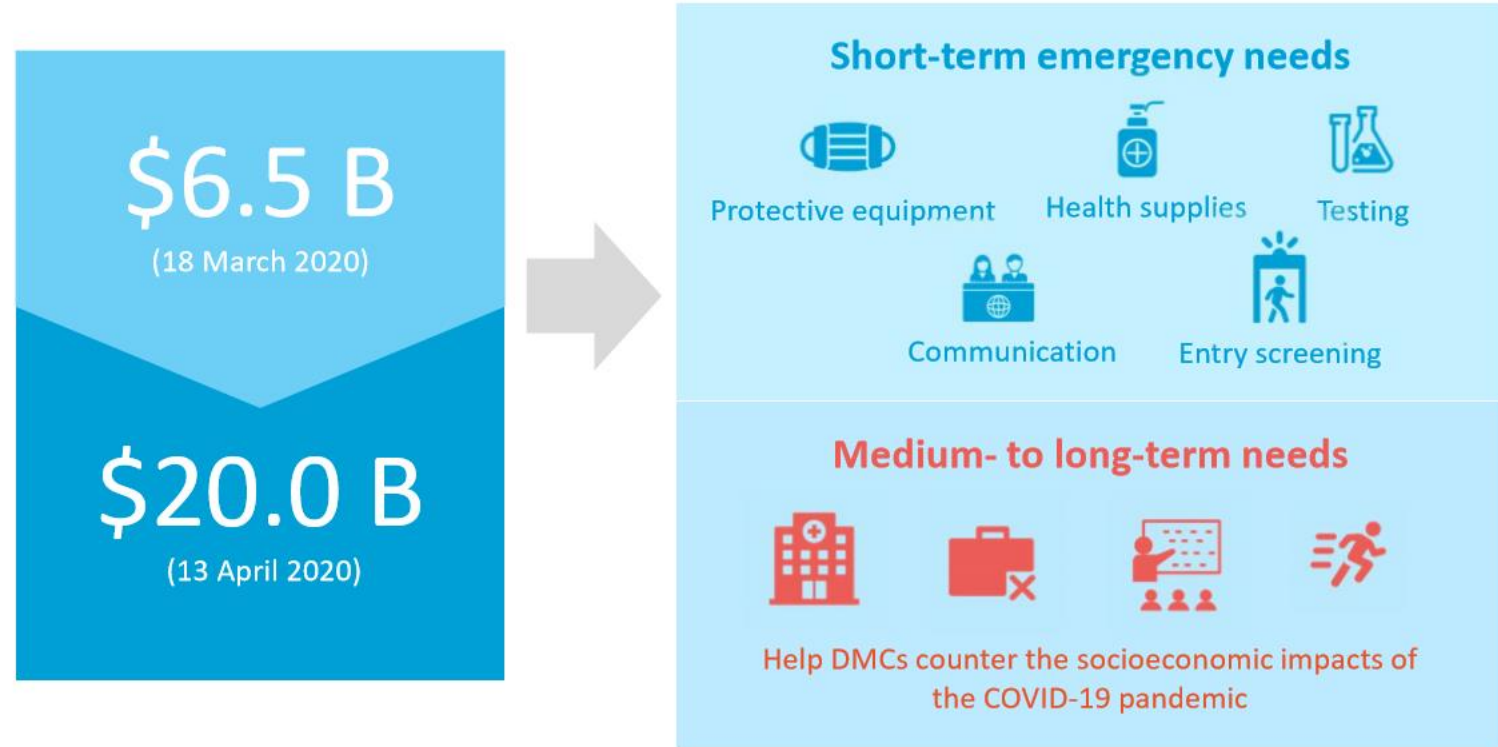 $6.5 B
(18 March 2020)
$20.0 B
(13 April 2020)
Short-term emergency needs
Protective equipment
Health supplies
Testing
Communication
Entry screening
Medium- to long-term needs
Help DMCs counter the socioeconomic impacts of
the COVID-19 pandemic